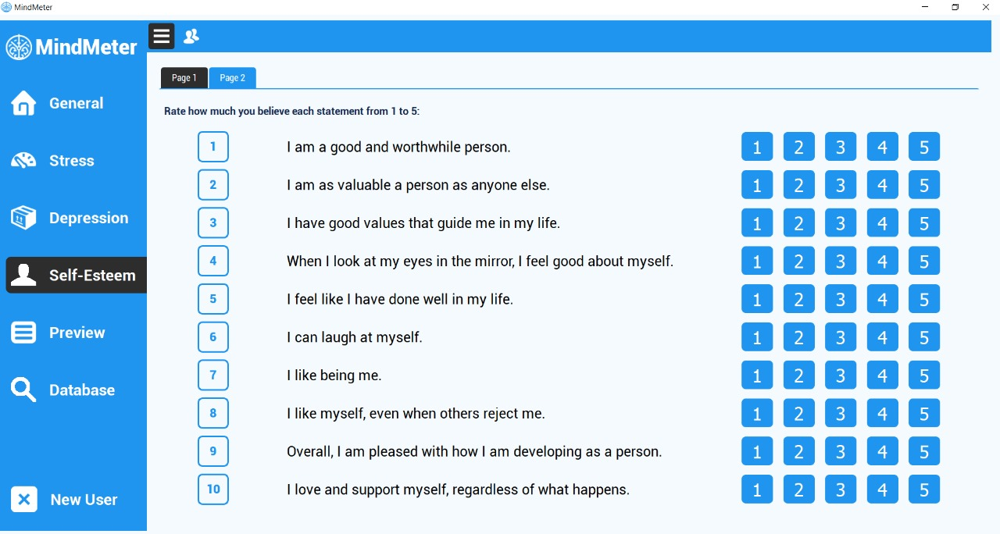 MindMeter
MindMeter
General
Stress
Depression
Self-Esteem
Preview
Database
New User
Page 1 Page 2
Rate how much you believe each statement from 1 to 5:
1 I am a good and worthwhile person. 1 2 3 4 5
2 I am as valuable a person as anyone else. 1 2 3 4 5
3 I have good values that guide me in my life. 1 2 3 4 5
4 When I look at my eyes in the mirror, I feel good about myself. 1 2 3 4 5
5 I feel like I have done well in my life. 1 2 3 4 5
6 I can laugh at myself. 1 2 3 4 5
7 I like being me. 1 2 3 4 5
8 I like myself, even when others reject me. 1 2 3 4 5
9 Overall, I am pleased with how I am developing as a person. 1 2 3 4 5
10 I love and support myself, regardless of what happens. 1 2 3 4 5